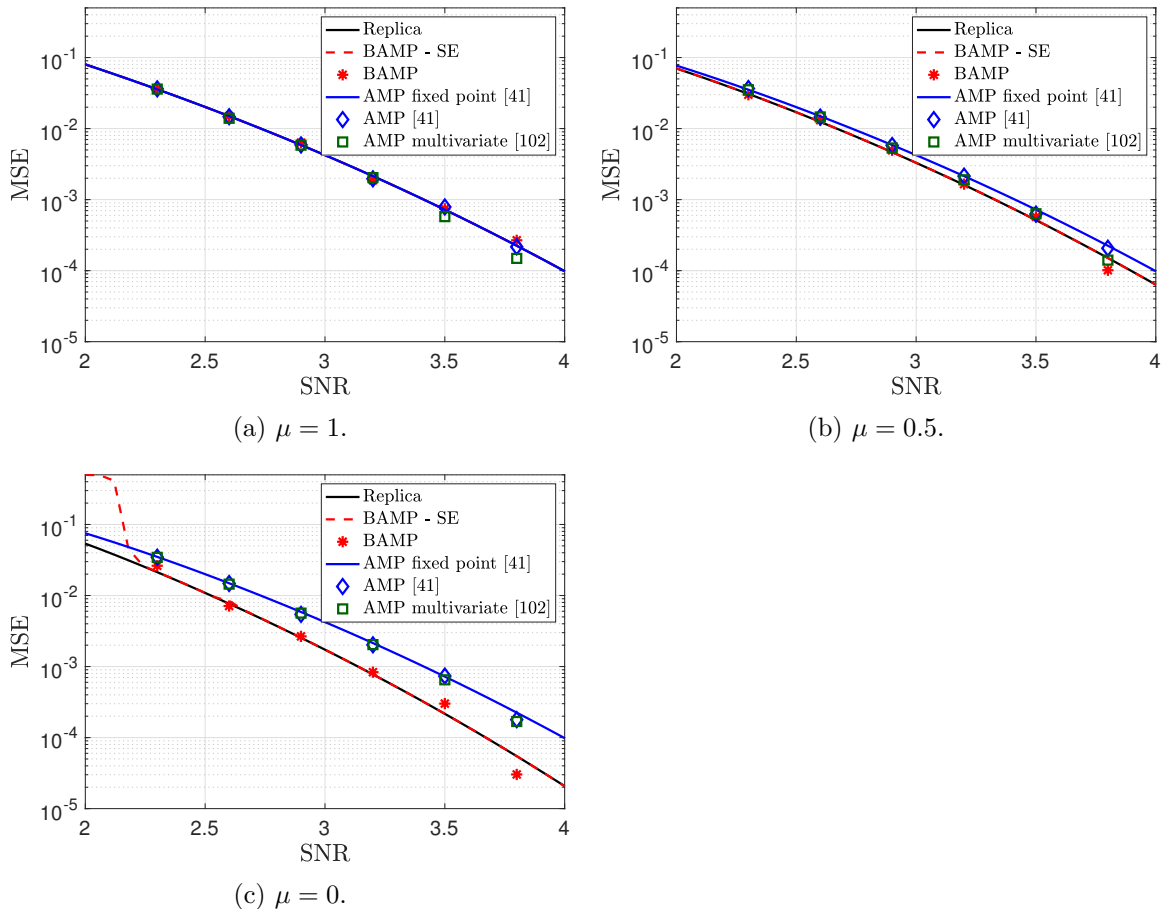 Replica
BAMP - SE
BAMP
AMP fixed point [41]
AMP [41]
AMP multivariate [102]
10-1
10-2
10-3
10-4
10-5
MSE
2 2.5 3 3.5 4
SNR
(a) μ = 1.
Replica
BAMP - SE
BAMP
AMP fixed point [41]
AMP [41]
AMP multivariate [102]
10-1
10-2
10-3
10-4
10-5
MSE
2 2.5 3 3.5 4
SNR
(b) μ = 0.5.
Replica
BAMP - SE
BAMP
AMP fixed point [41]
AMP [41]
AMP multivariate [102]
10-1
10-2
10-3
10-4
10-5
MSE
2 2.5 3 3.5 4
SNR
(c) μ = 0.